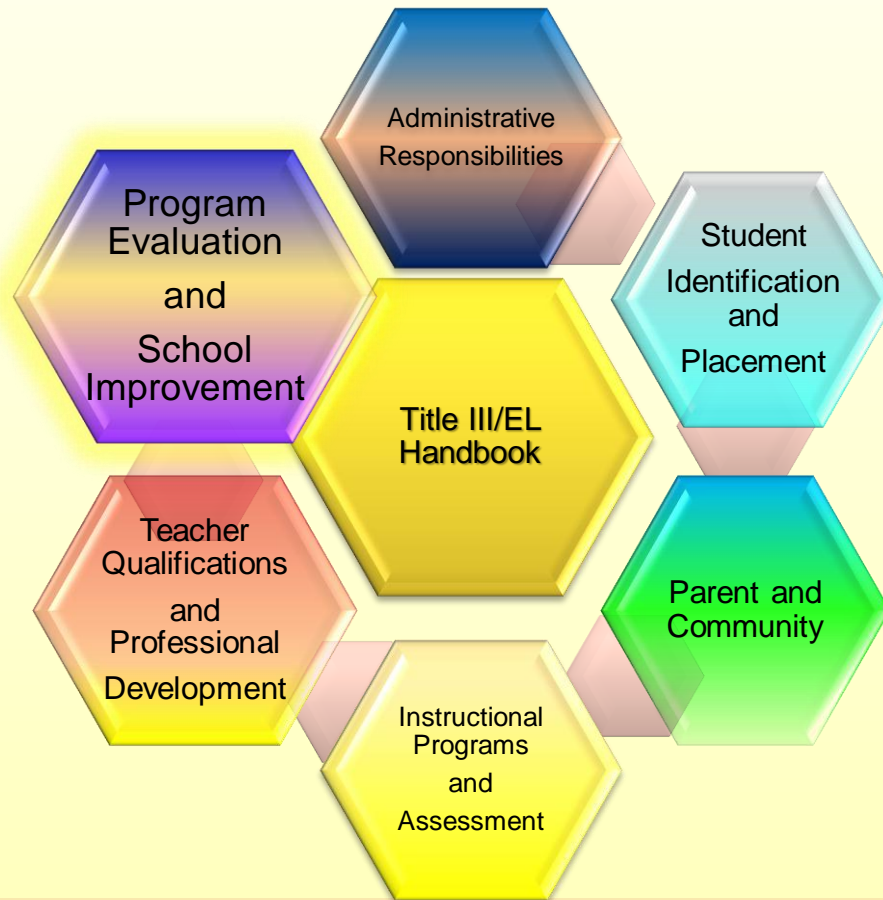 Administrative
Responsibilities
Program
Evaluation
and
School
Improvement
Student
Identification
and
Placement
Title III/EL
Handbook
Teacher
Qualifications
and
Professional
Development
Parent and
Community
Instructional
Programs
and
Assessment